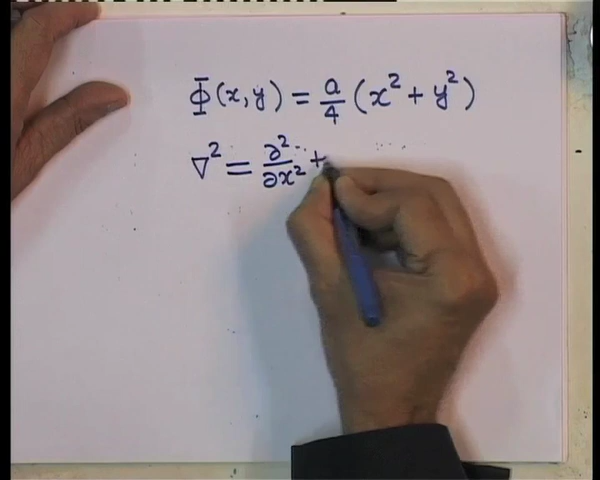 Φ(x,y) = a/4 (x² + y²)
∇² = ∂²/∂x² +